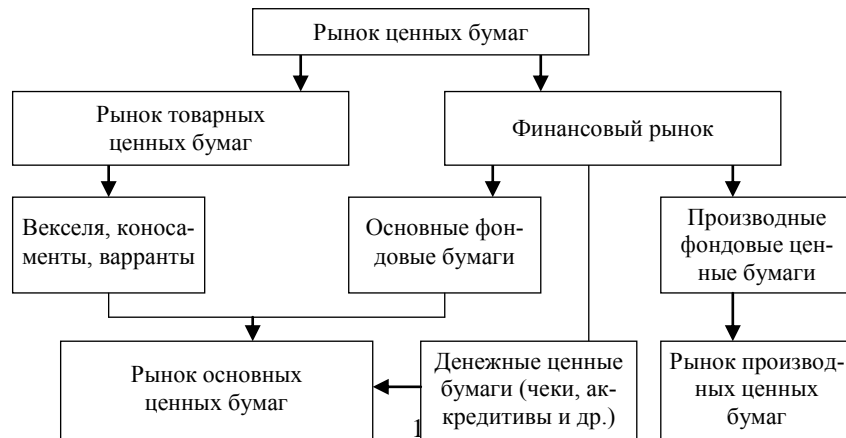 Рынок ценных бумаг
Рынок товарных
ценных бумаг
Финансовый рынок
Векселя, коноса-
менты, варранты
Основные фон-
довые бумаги
Производные
фондовые цен-
ные бумаги
Рынок основных
ценных бумаг
Денежные ценные
бумаги (чеки, ак-
кредитивы и др.)
Рынок производ-
ных ценных
бумаг
1